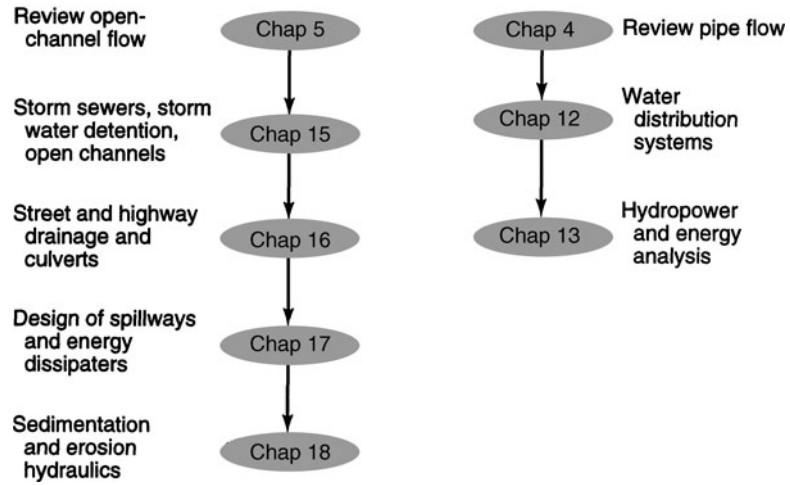 Review open-
channel flow
Chap 5
Storm sewers, storm
water detention,
open channels
Chap 15
Street and highway
drainage and
culverts
Chap 16
Design of spillways
and energy
dissipaters
Chap 17
Sedimentation
and erosion
hydraulics
Chap 18
Chap 4
Review pipe flow
Chap 12
Water
distribution
systems
Chap 13
Hydropower
and energy
analysis